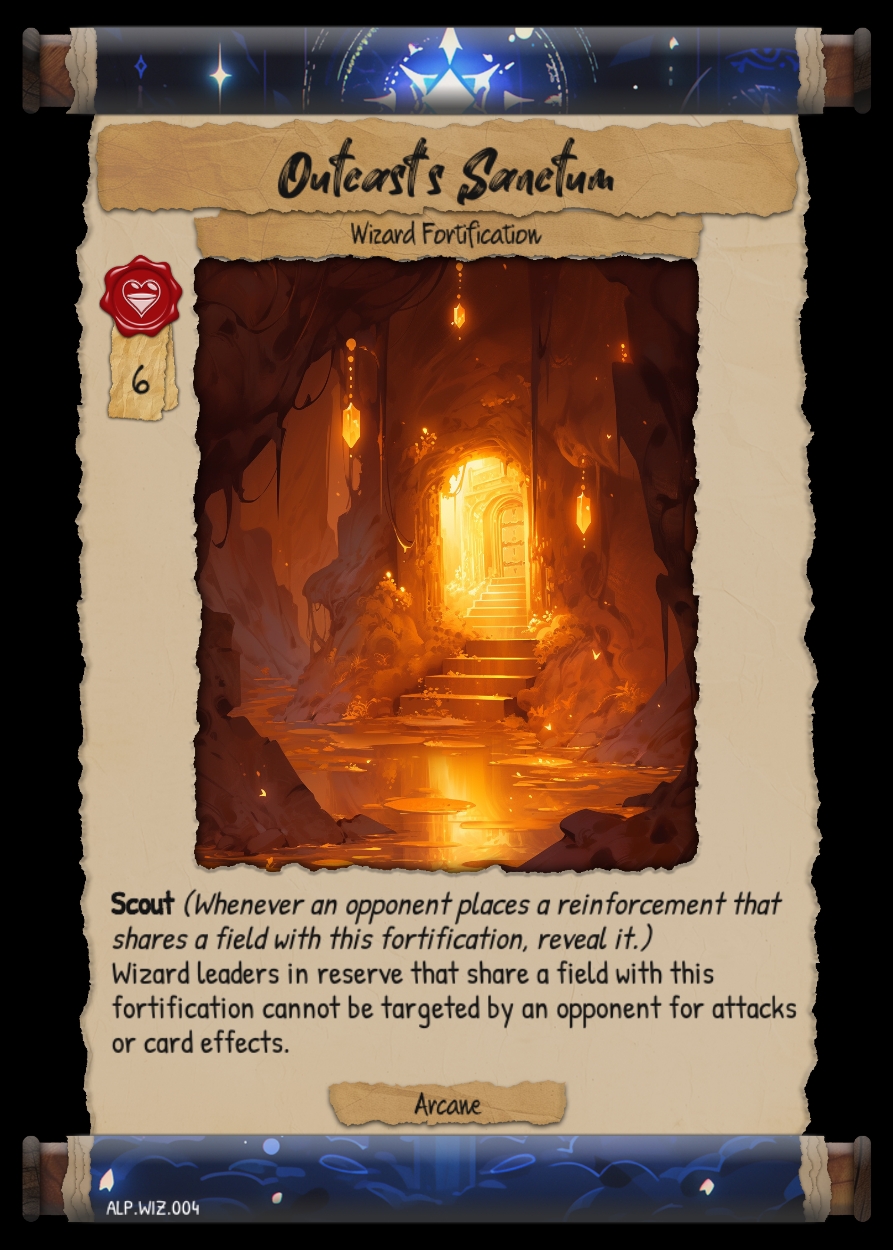 Outcast's Sanctum
Wizard Fortification
6
Scout (Whenever an opponent places a reinforcement that
shares a field with this fortification, reveal it.)
Wizard leaders in reserve that share a field with this
fortification cannot be targeted by an opponent for attacks
or card effects.
Arcane
ALP.WIZ.004